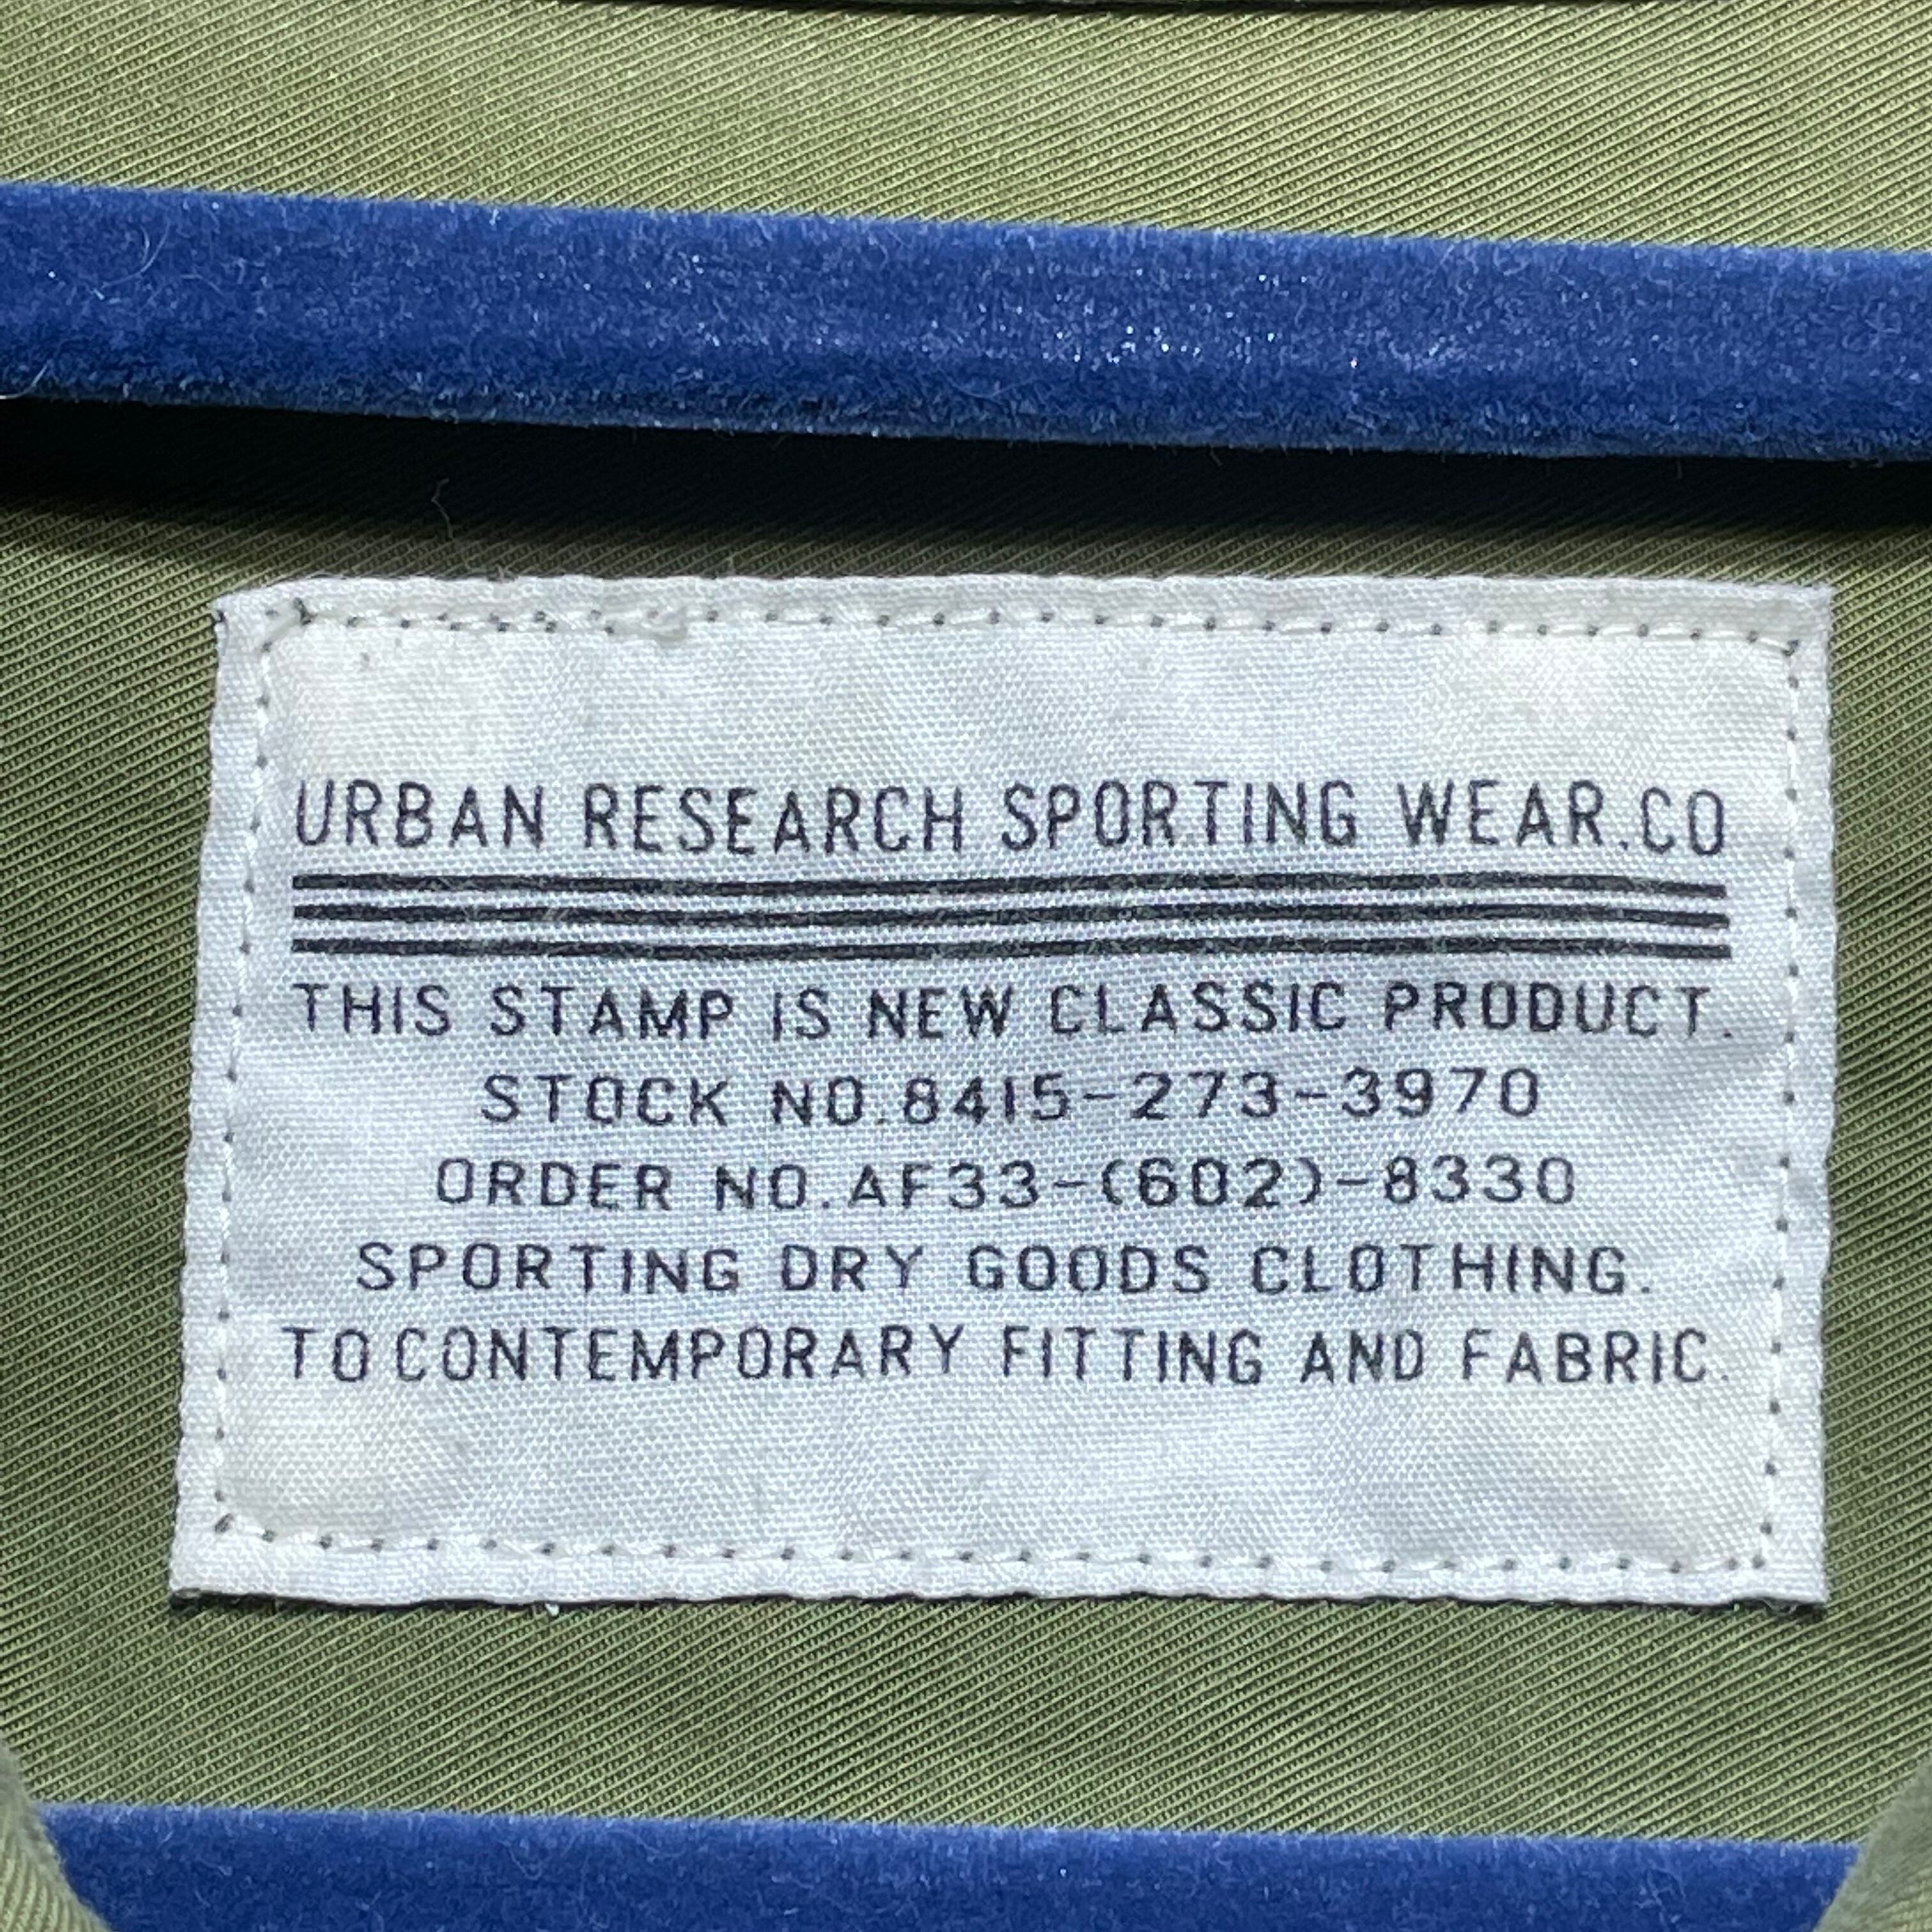 URBAN RESEARCH SPORTING WEAR.CO
THIS STAMP IS NEW CLASSIC PRODUCT.
STOCK NO.8415-273-3970
ORDER NO.AF33-(602)-8330
SPORTING DRY GOODS CLOTHING.
TO CONTEMPORARY FITTING AND FABRIC.